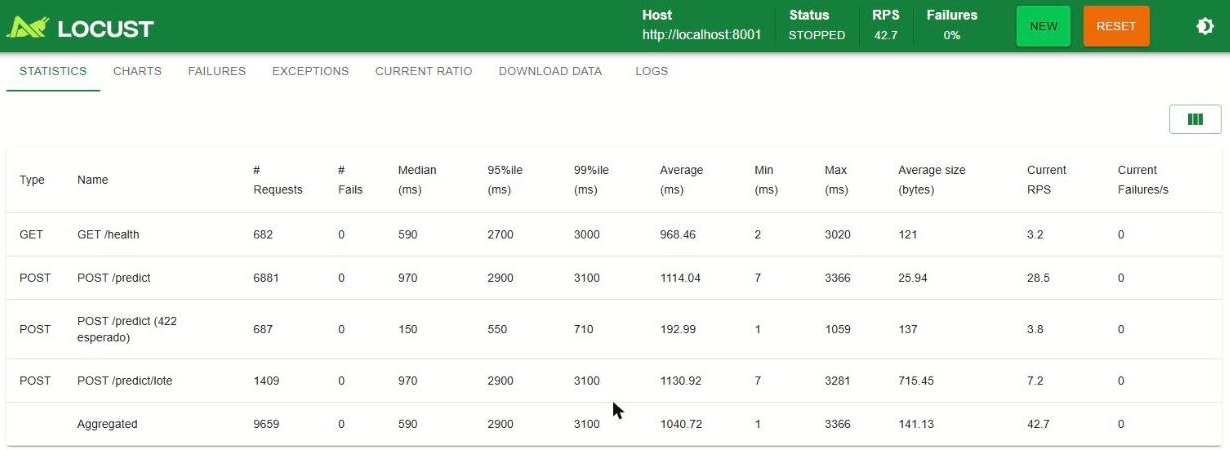 LOCUST
Host Status RPS Failures
http://localhost:8001 STOPPED 42.7 0%
NEW RESET
STATISTICS CHARTS FAILURES EXCEPTIONS CURRENT RATIO DOWNLOAD DATA LOGS
Type Name # Requests # Fails Median (ms) 95%ile (ms) 99%ile (ms) Average (ms) Min (ms) Max (ms) Average size (bytes) Current RPS Current Failures/s
GET GET /health 682 0 590 2700 3000 968.46 2 3020 121 3.2 0
POST POST /predict 6881 0 970 2900 3100 1114.04 7 3366 25.94 28.5 0
POST POST /predict (422 esperado) 687 0 150 550 710 192.99 1 1059 137 3.8 0
POST POST /predict/lote 1409 0 970 2900 3100 1130.92 7 3281 715.45 7.2 0
Aggregated 9659 0 590 2900 3100 1040.72 1 3366 141.13 42.7 0